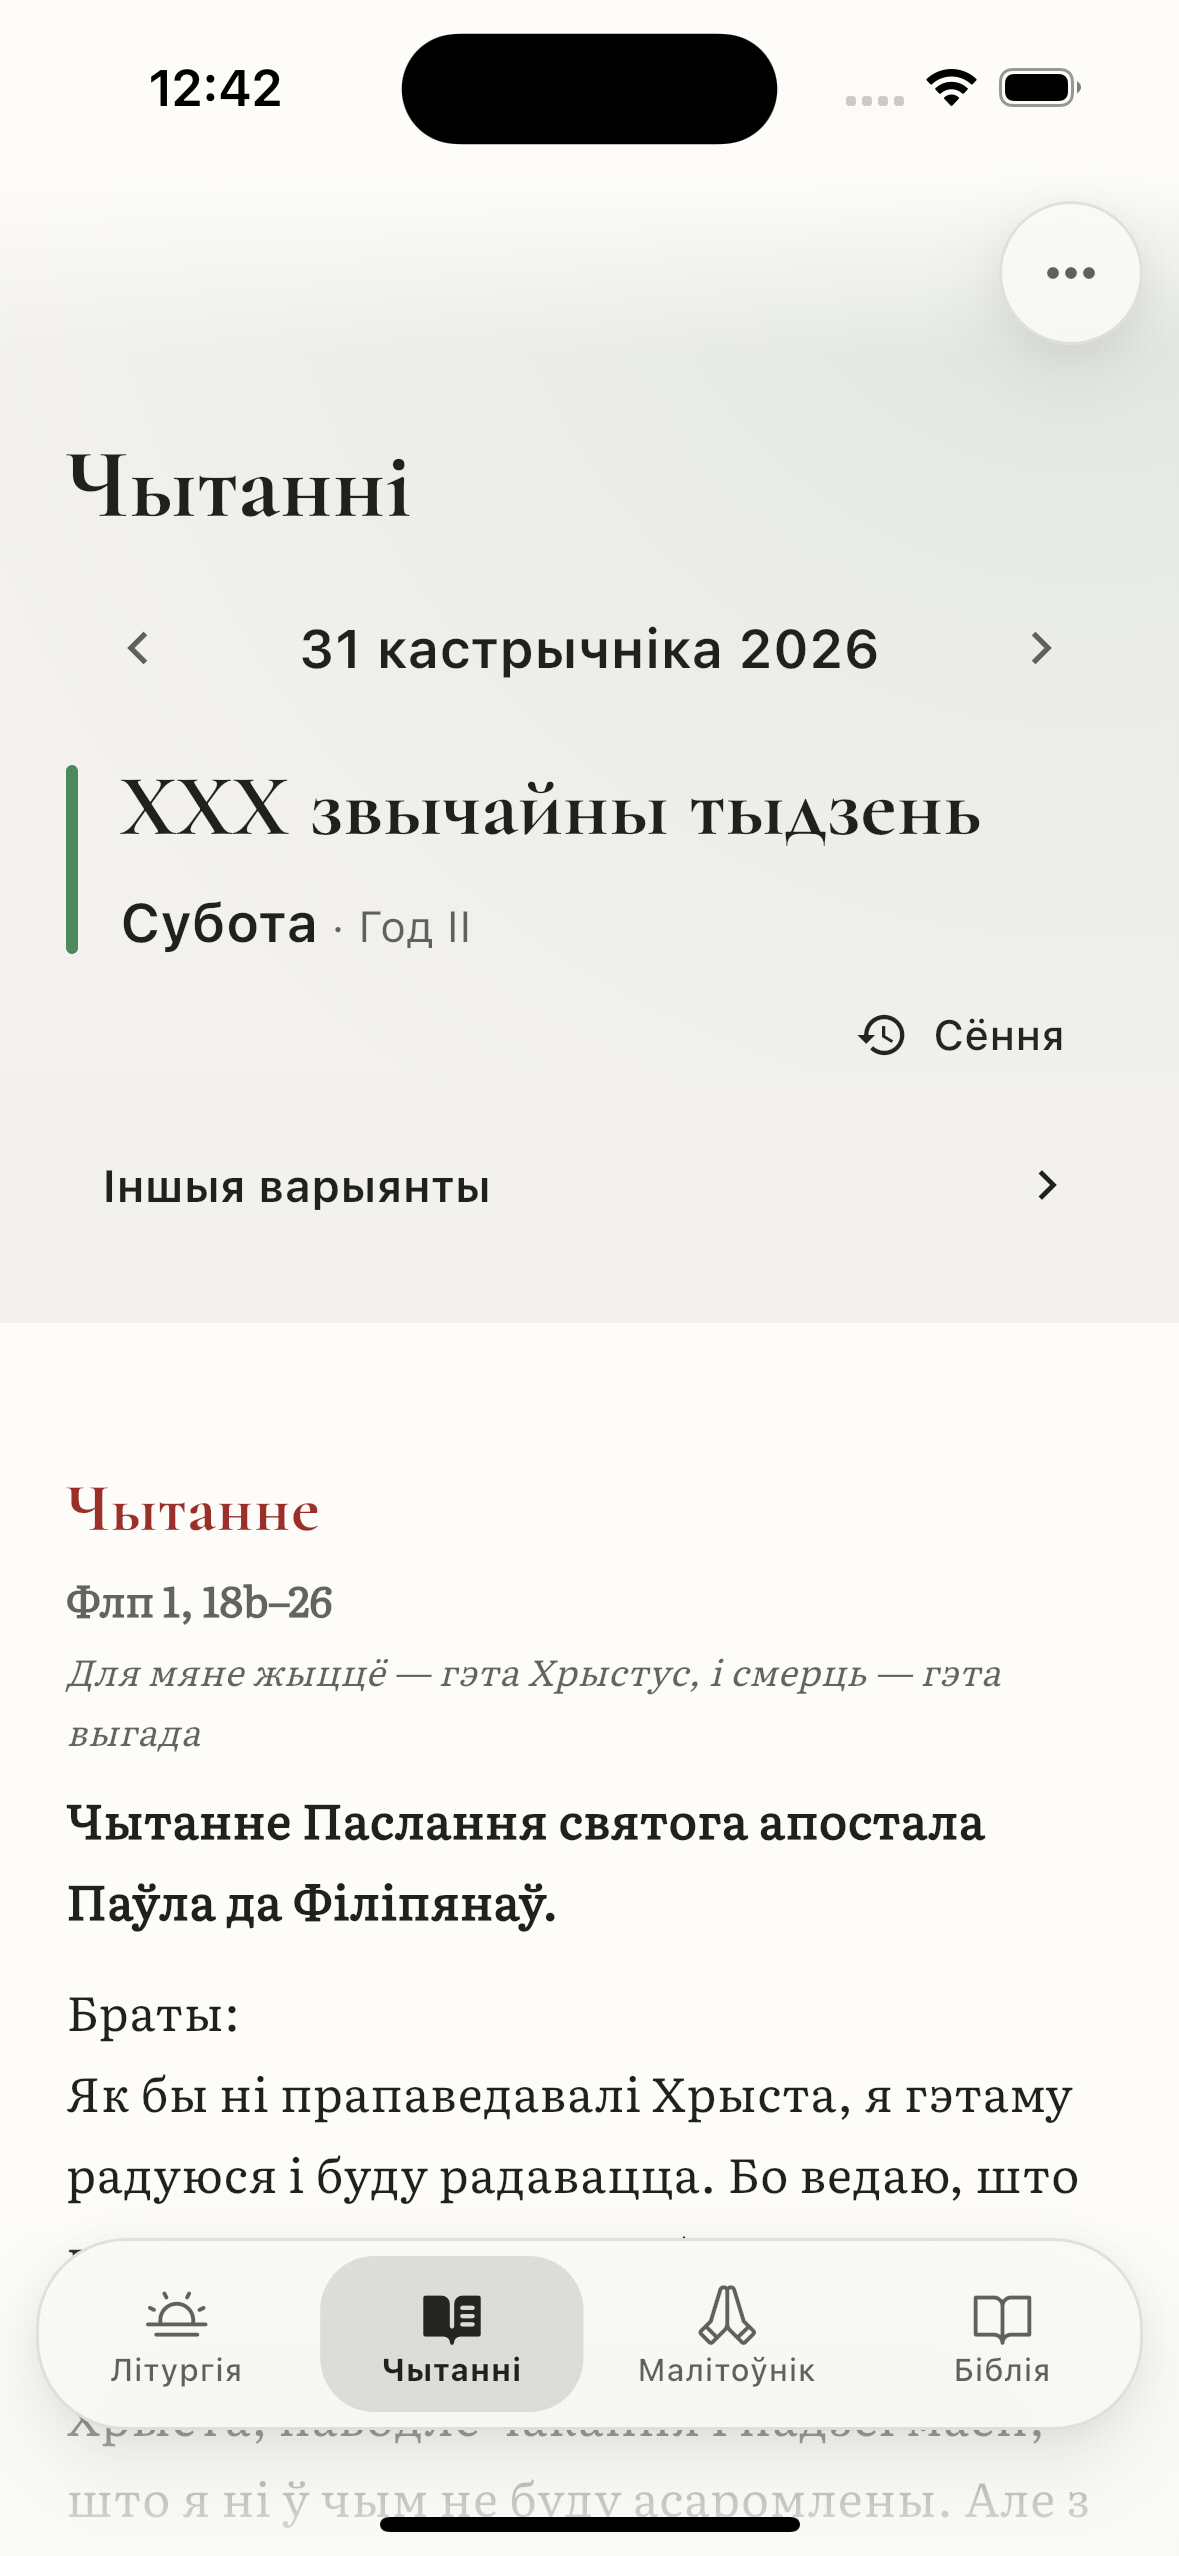 12:42
Чытанні
31 кастрычніка 2026
XXX звычайны тыдзень
Субота · Год II
Сёння
Іншыя варыянты
Чытанне
Флп 1, 18b–26
Для мяне жыццё — гэта Хрыстус, і смерць — гэта
выгада
Чытанне Паслання святога апостала
Паўла да Філіпянаў.
Браты:
Як бы ні прапаведавалі Хрыста, я гэтаму
радуюся і буду радавацца. Бо ведаю, што
Літургія
Чытанні
Малітоўнік
Біблія
што я ні ў чым не буду асаромлены. Але з